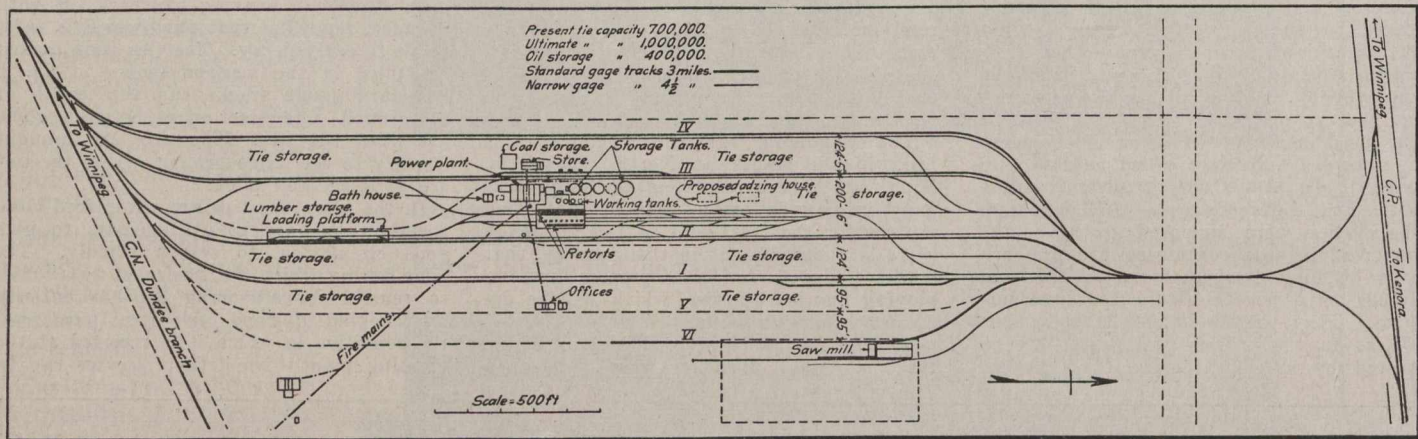 Present tie capacity 700,000.
Ultimate " " 1,000,000.
Oil storage " 400,000.
Standard gage tracks 3 miles.
Narrow gage " 4½ "
To Winnipeg
To Winnipeg
C.N. Dundee branch
C.P.
To Kenora
IV
Tie storage.
Coal storage.
Store.
Storage Tanks.
III
Tie storage
Power plant.
Bath house.
Proposed adzing house.
Tie storage.
Working tanks.
Lumber storage.
Loading platform
II
Tie storage.
Retorts
Tie storage.
I
Tie storage.
Offices
V
Tie storage.
VI
Fire mains.
Saw mill.
124.5'
200'
6'
124'
95'
95'
Scale = 500 ft